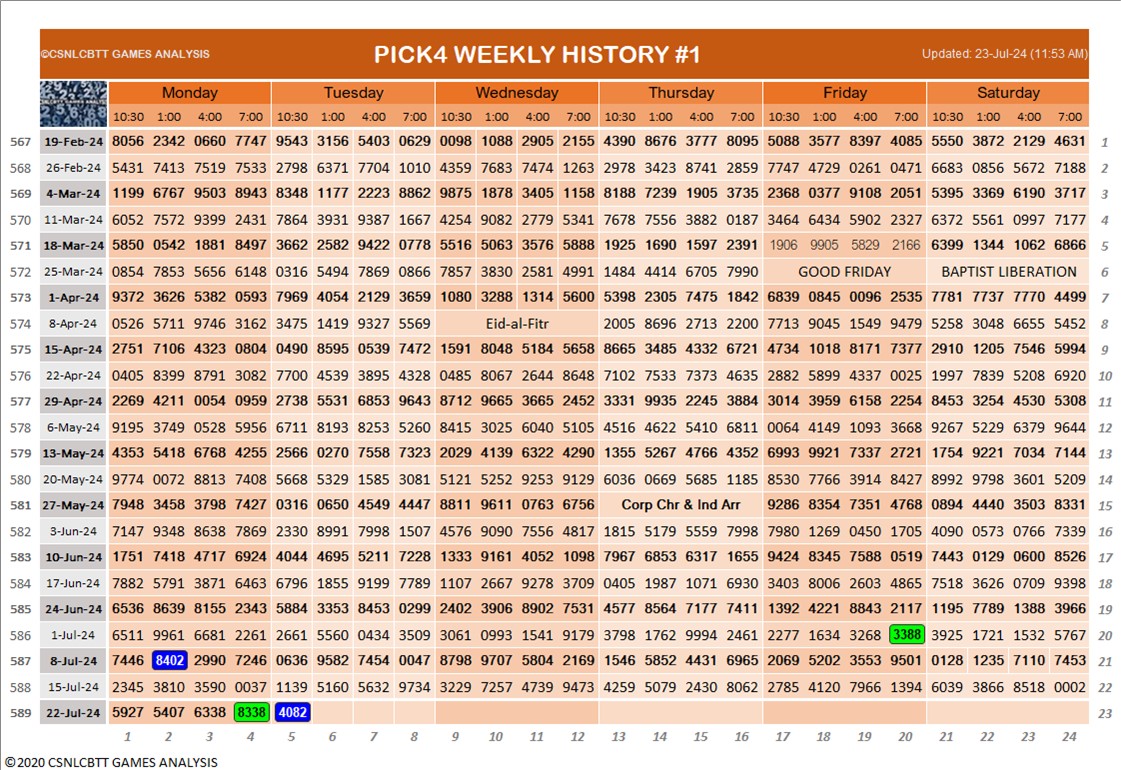 ©CSNLCBTT GAMES ANALYSIS PICK4 WEEKLY HISTORY #1 Updated: 23-Jul-24 (11:53 AM)
Monday Tuesday Wednesday Thursday Friday Saturday
10:30 1:00 4:00 7:00 10:30 1:00 4:00 7:00 10:30 1:00 4:00 7:00 10:30 1:00 4:00 7:00 10:30 1:00 4:00 7:00 10:30 1:00 4:00 7:00
567 19-Feb-24 8056 2342 0660 7747 9543 3156 5403 0629 0098 1088 2905 2155 4390 8676 3777 8095 5088 3577 8397 4085 5550 3872 2129 4631 1
568 26-Feb-24 5431 7413 7519 7533 2798 6371 7704 1010 4359 7683 7474 1263 2978 3423 8741 2859 7747 4729 0261 0471 6683 0856 5672 7188 2
569 4-Mar-24 1199 6767 9503 8943 8348 1177 2223 8862 9875 1878 3405 1158 8188 7239 1905 3735 2368 0377 9108 2051 5395 3369 6190 3717 3
570 11-Mar-24 6052 7572 9399 2431 7864 3931 9387 1667 4254 9082 2779 5341 7678 7556 3882 0187 3464 6434 5902 2327 6372 5561 0997 7177 4
571 18-Mar-24 5850 0542 1881 8497 3662 2582 9422 0778 5516 5063 3576 5888 1925 1690 1597 2391 1906 9905 5829 2166 6399 1344 1062 6866 5
572 25-Mar-24 0854 7853 5656 6148 0316 5494 7869 0866 7857 3830 2581 4991 1484 4414 6705 7990 GOOD FRIDAY BAPTIST LIBERATION 6
573 1-Apr-24 9372 3626 5382 0593 7969 4054 2129 3659 1080 3288 1314 5600 5398 2305 7475 1842 6839 0845 0096 2535 7781 7737 7770 4499 7
574 8-Apr-24 0526 5711 9746 3162 3475 1419 9327 5569 Eid-al-Fitr 2005 8696 2713 2200 7713 9045 1549 9479 5258 3048 6655 5452 8
575 15-Apr-24 2751 7106 4323 0804 0490 8595 0539 7472 1591 8048 5184 5658 8665 3485 4332 6721 4734 1018 8171 7377 2910 1205 7546 5994 9
576 22-Apr-24 0405 8399 8791 3082 7700 4539 3895 4328 0485 8067 2644 8648 7102 7533 7373 4635 2882 5899 4337 0025 1997 7839 5208 6920 10
577 29-Apr-24 2269 4211 0054 0959 2738 5531 6853 9643 8712 9665 3665 2452 3331 9935 2245 3884 3014 3959 6158 2254 8453 3254 4530 5308 11
578 6-May-24 9195 3749 0528 5956 6711 8193 8253 5260 8415 3025 6040 5105 4516 4622 5410 6811 0064 4149 1093 3668 9267 5229 6379 9644 12
579 13-May-24 4353 5418 6768 4255 2566 0270 7558 7323 2029 4139 6322 4290 1355 5267 4766 4352 6993 9921 7337 2721 1754 9221 7034 7144 13
580 20-May-24 9774 0072 8813 7408 5668 5329 1585 3081 5121 5252 9253 9129 6036 0669 5685 1185 8530 7766 3914 8427 8992 9798 3601 5209 14
581 27-May-24 7948 3458 3798 7427 0316 0650 4549 4447 8811 9611 0763 6756 Corp Chr & Ind Arr 9286 8354 7351 4768 0894 4440 3503 8331 15
582 3-Jun-24 7147 9348 8638 7869 2330 8991 7998 1507 4576 9090 7556 4817 1815 5179 5559 7998 7980 1269 0450 1705 4090 0573 0766 7339 16
583 10-Jun-24 1751 7418 4717 6924 4044 4695 5211 7228 1333 9161 4052 1098 7967 6853 6317 1655 9424 8345 7588 0519 7443 0129 0600 8526 17
584 17-Jun-24 7882 5791 3871 6463 6796 1855 9199 7789 1107 2667 9278 3709 0405 1987 1071 6930 3403 8006 2603 4865 7518 3626 0709 9398 18
585 24-Jun-24 6536 8639 8155 2343 5884 3353 8453 0299 2402 3906 8902 7531 4577 8564 7177 7411 1392 4221 8843 2117 1195 7789 1388 3966 19
586 1-Jul-24 6511 9961 6681 2261 2661 5560 0434 3509 3061 0993 1541 9179 3798 1762 9994 2461 2277 1634 3268 3388 3925 1721 1532 5767 20
587 8-Jul-24 7446 8402 2990 7246 0636 9582 7454 0047 8798 9707 5804 2169 1546 5852 4431 6965 2069 5202 3553 9501 0128 1235 7110 7453 21
588 15-Jul-24 2345 3810 3590 0037 1139 5160 5632 9734 3229 7257 4739 9473 4259 5079 2430 8062 2785 4120 7966 1394 6039 3866 8518 0002 22
589 22-Jul-24 5927 5407 6338 8338 4082 23
1 2 3 4 5 6 7 8 9 10 11 12 13 14 15 16 17 18 19 20 21 22 23 24
©2020 CSNLCBTT GAMES ANALYSIS